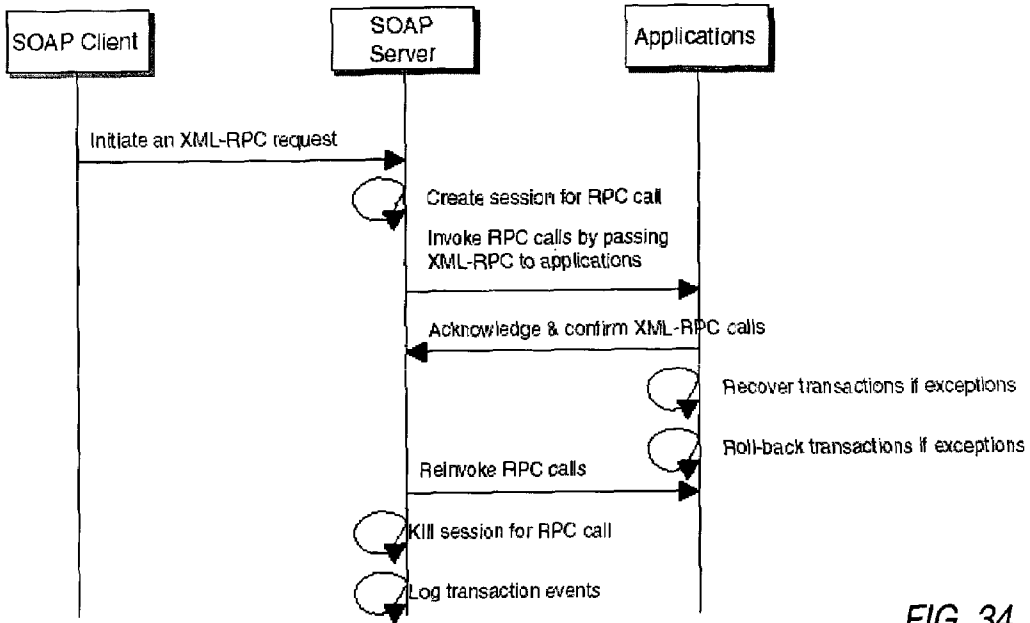 SOAP Client
SOAP
Server
Applications
Initiate an XML-RPC request
Create session for RPC call
Invoke RPC calls by passing
XML-RPC to applications
Acknowledge & confirm XML-RPC calls
Recover transactions if exceptions
Roll-back transactions if exceptions
Reinvoke RPC calls
Kill session for RPC call
Log transaction events
FIG. 34